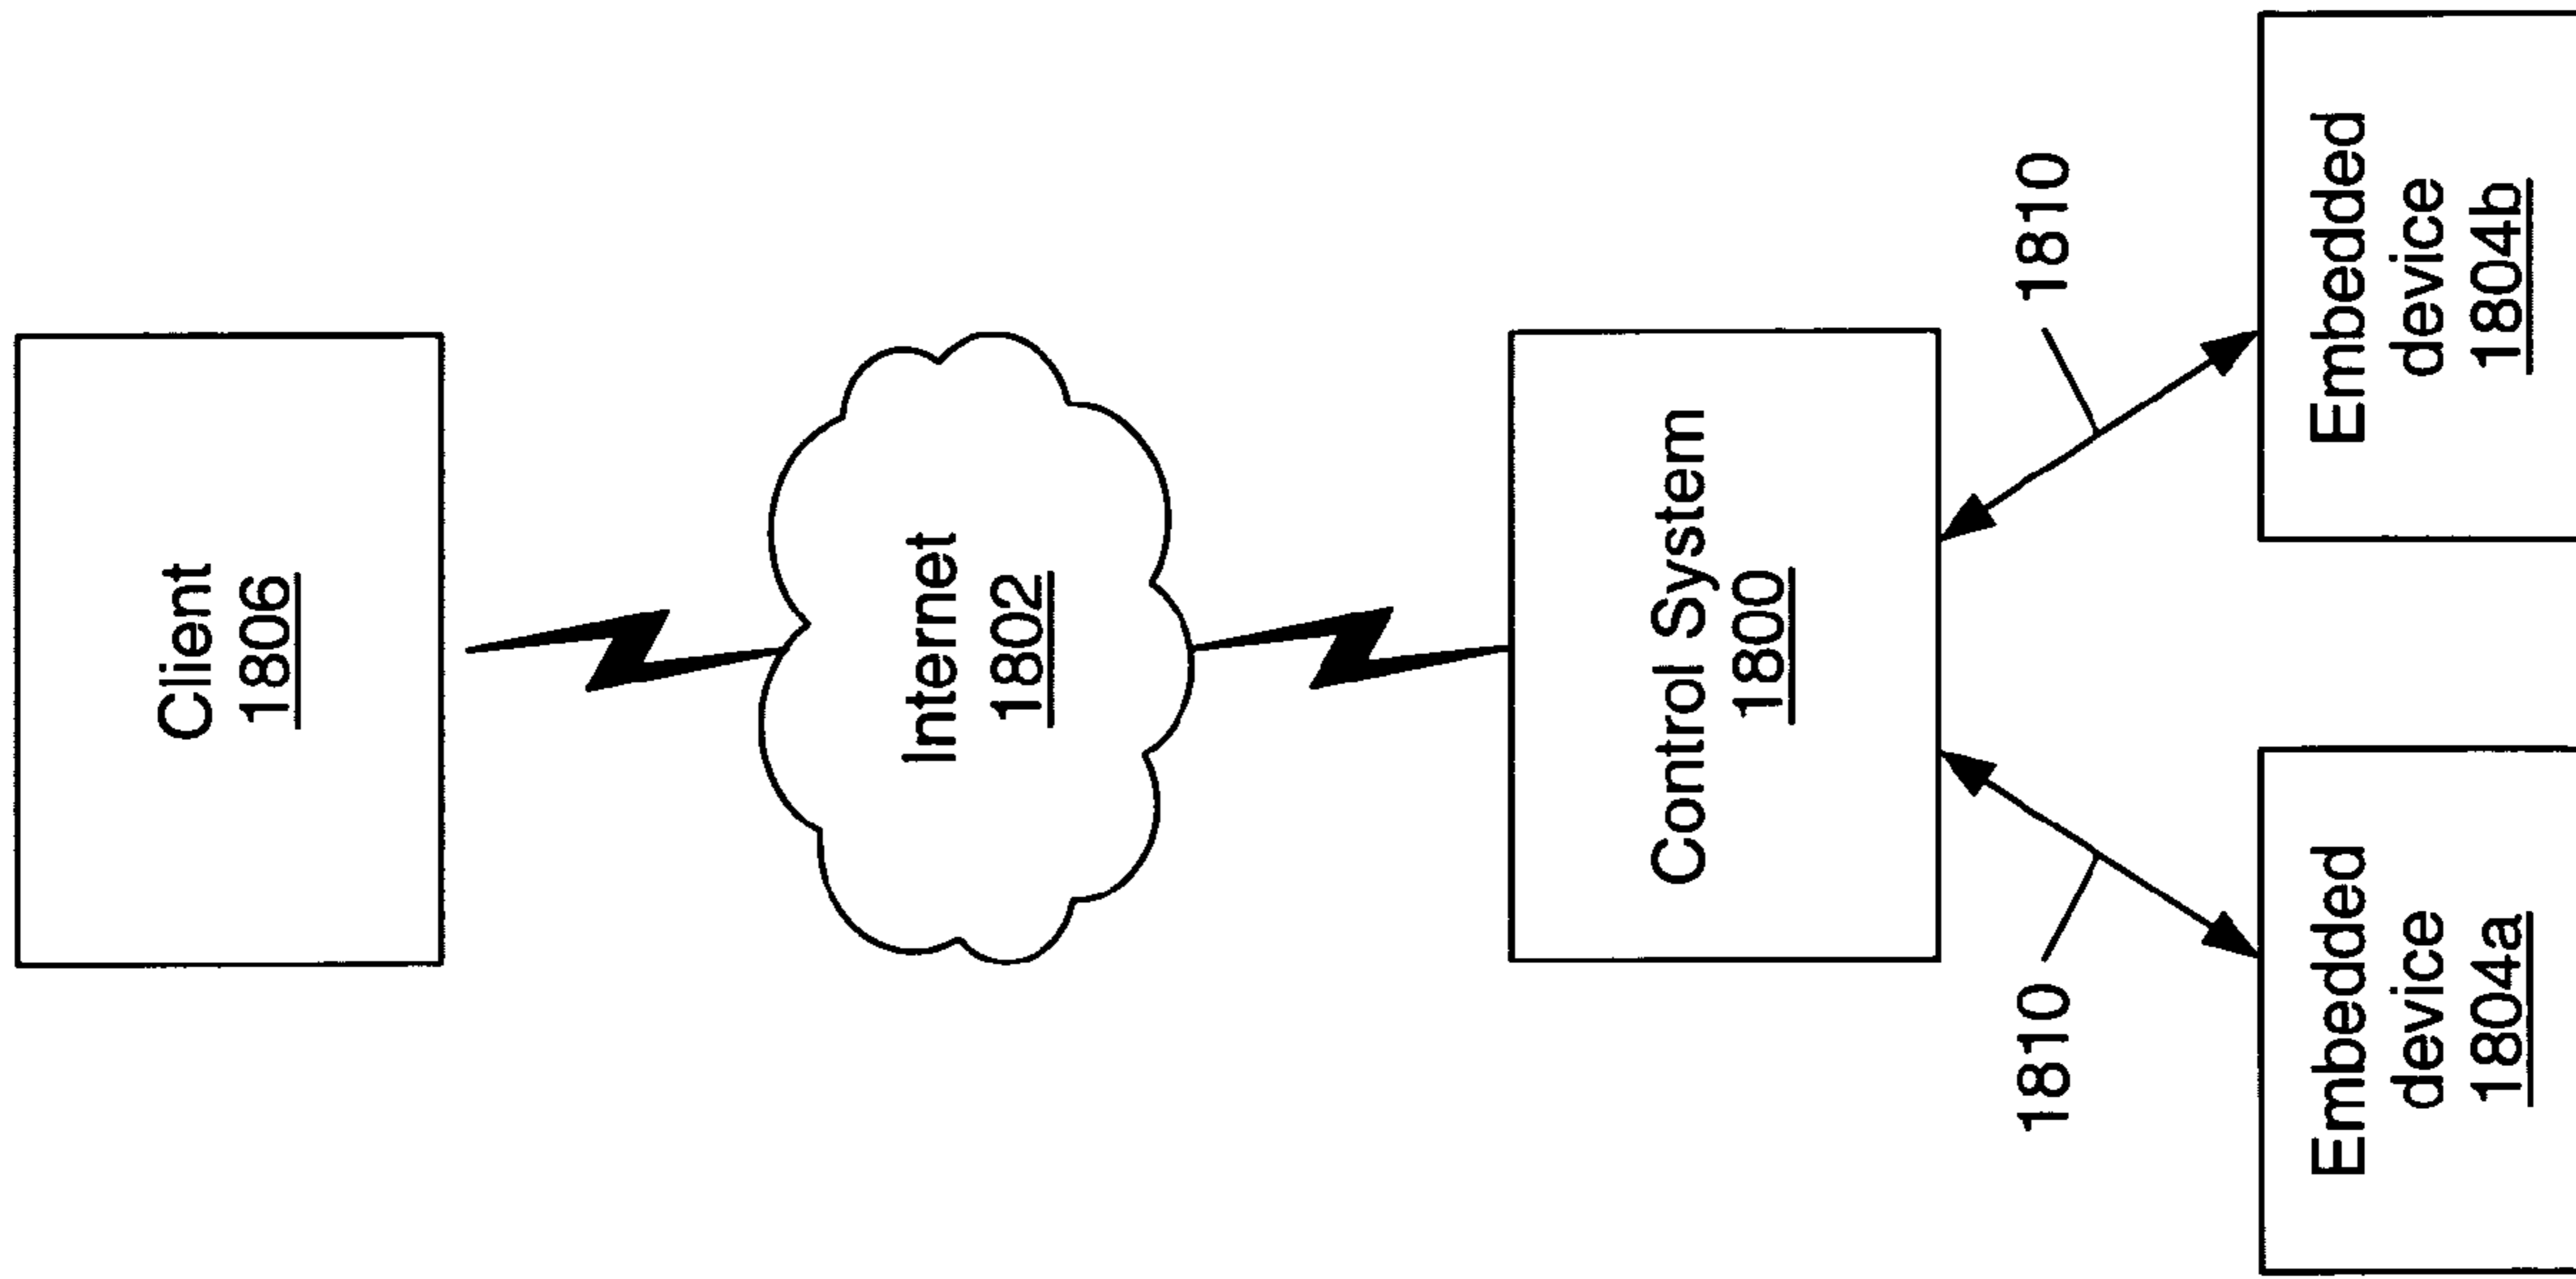 Client
1806
Internet
1802
Control System
1800
1810
1810
Embedded
device
1804a
Embedded
device
1804b